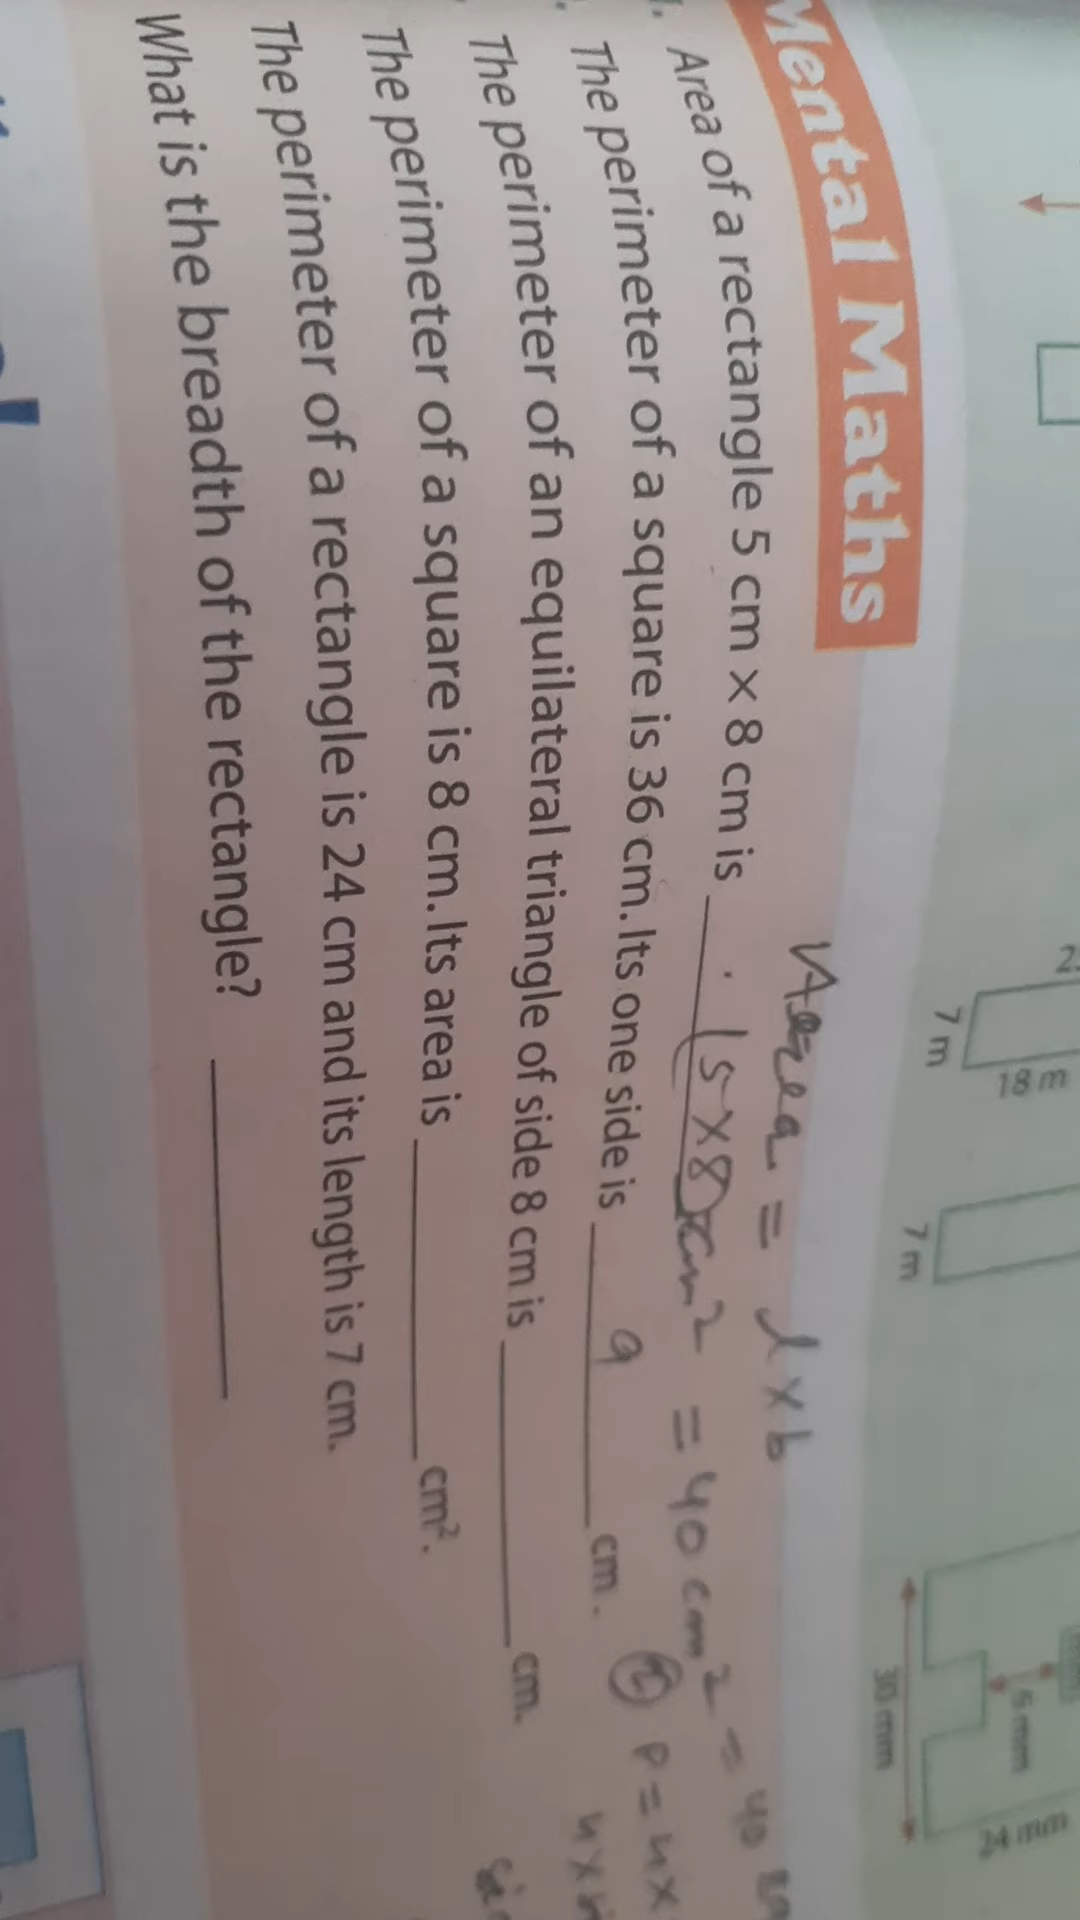 2.
18 m
7 m
7 m
6 mm
30 mm
24 mm
Mental Maths
Area = l x b
Area of a rectangle 5 cm × 8 cm is (5 x 8) cm² = 40 cm² = 40
The perimeter of a square is 36 cm. Its one side is 9 cm. 2 P = 4 x
The perimeter of an equilateral triangle of side 8 cm is cm.
The perimeter of a square is 8 cm. Its area is cm².
The perimeter of a rectangle is 24 cm and its length is 7 cm.
What is the breadth of the rectangle?